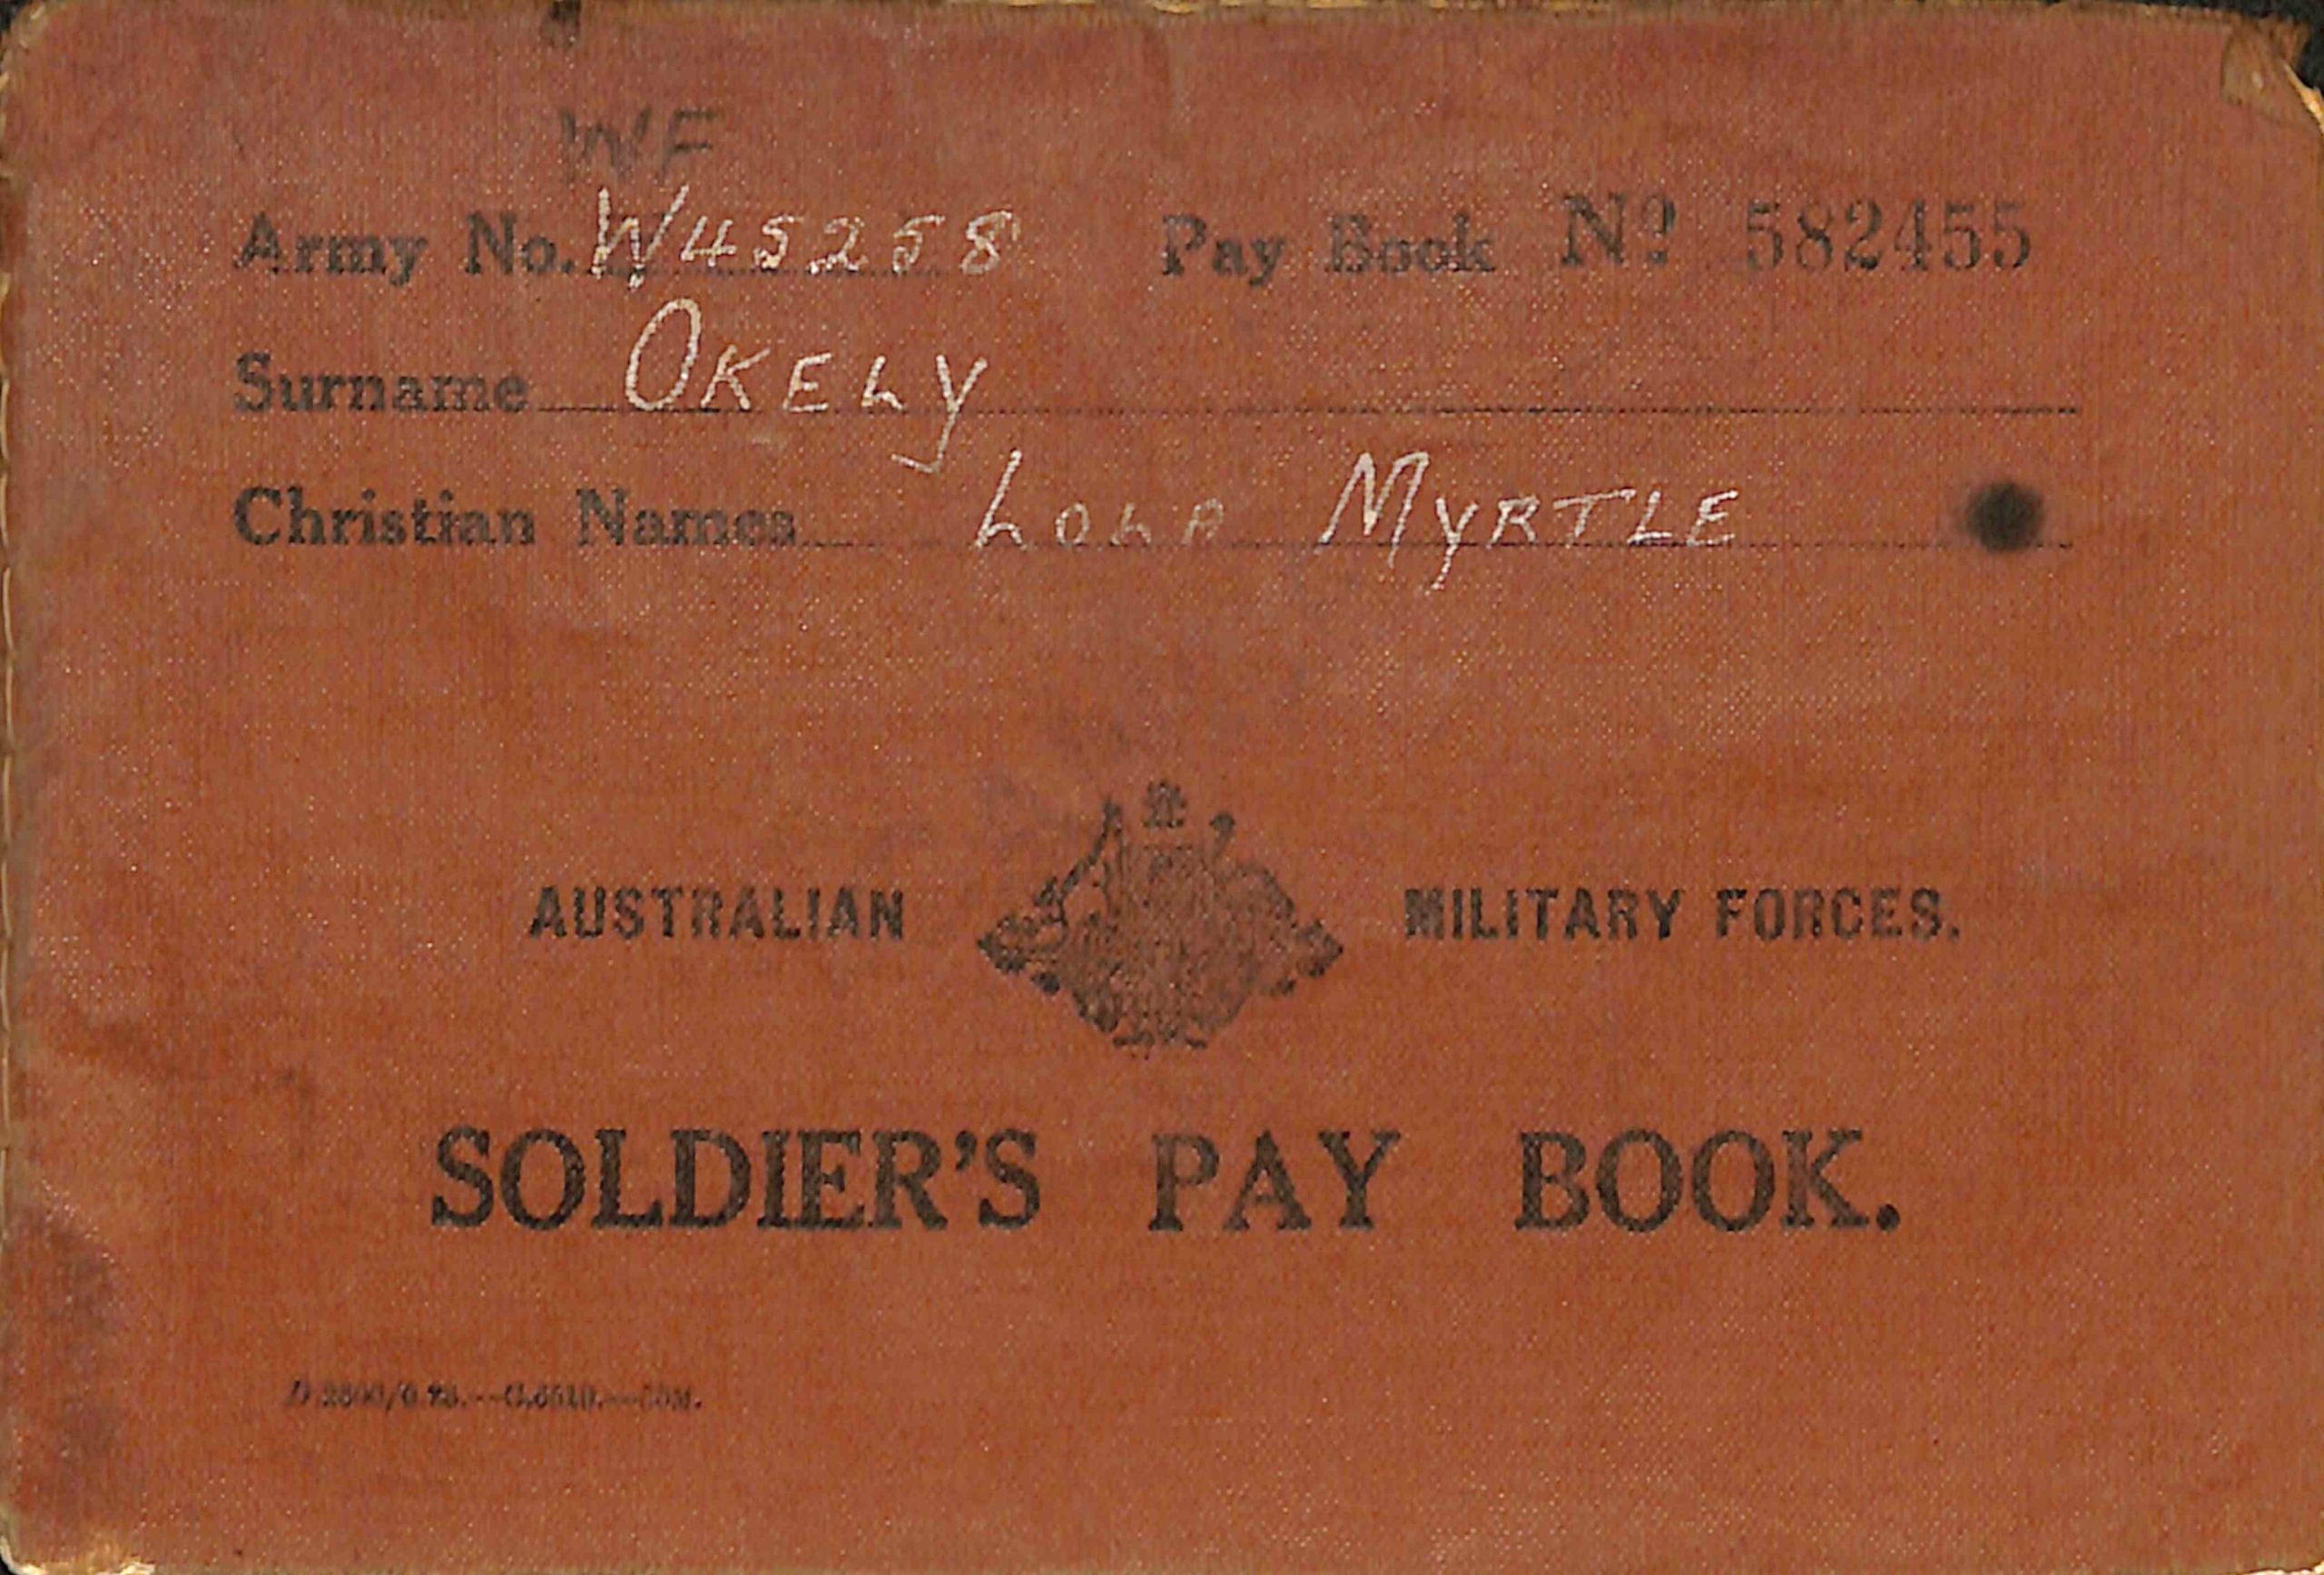 WF
Army No. W45258 Pay Book No 582455
Surname OKELY
Christian Names LOLA MYRTLE
AUSTRALIAN MILITARY FORCES.
SOLDIER'S PAY BOOK.